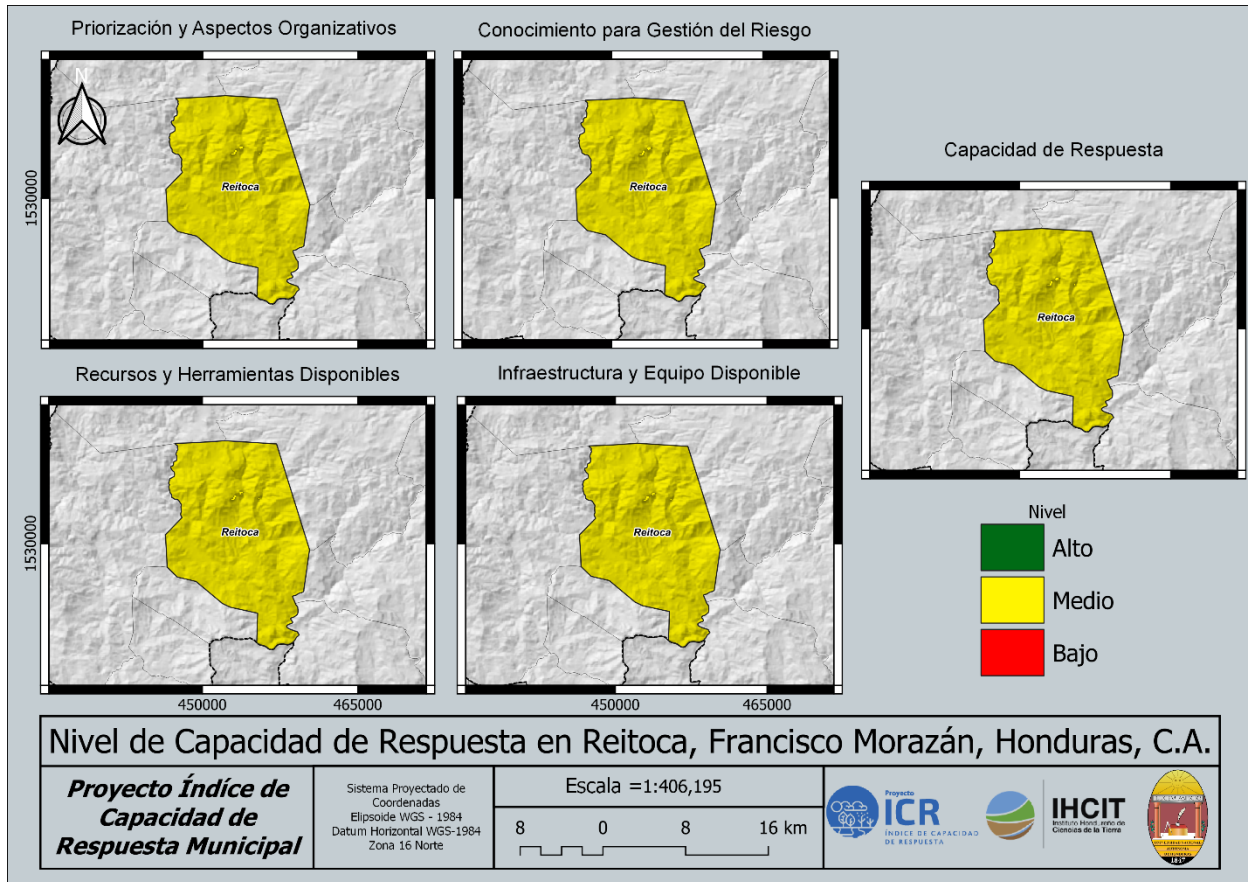 Priorización y Aspectos Organizativos
Conocimiento para Gestión del Riesgo
N
Reitoca
Reitoca
1530000
Capacidad de Respuesta
Reitoca
Recursos y Herramientas Disponibles
Infraestructura y Equipo Disponible
Reitoca
Reitoca
1530000
450000
465000
450000
465000
Nivel
Alto
Medio
Bajo
Nivel de Capacidad de Respuesta en Reitoca, Francisco Morazán, Honduras, C.A.
Proyecto Índíce de
Capacidad de
Respuesta Municipal
Sistema Proyectado de
Coordenadas
Elipsoide WGS - 1984
Datum Horizontal WGS-1984
Zona 16 Norte
Escala =1:406,195
8 0 8 16 km
Proyecto
ICR
ÍNDICE DE CAPACIDAD
DE RESPUESTA
IHCIT
Instituto Hondureño de
Ciencias de la Tierra
1847